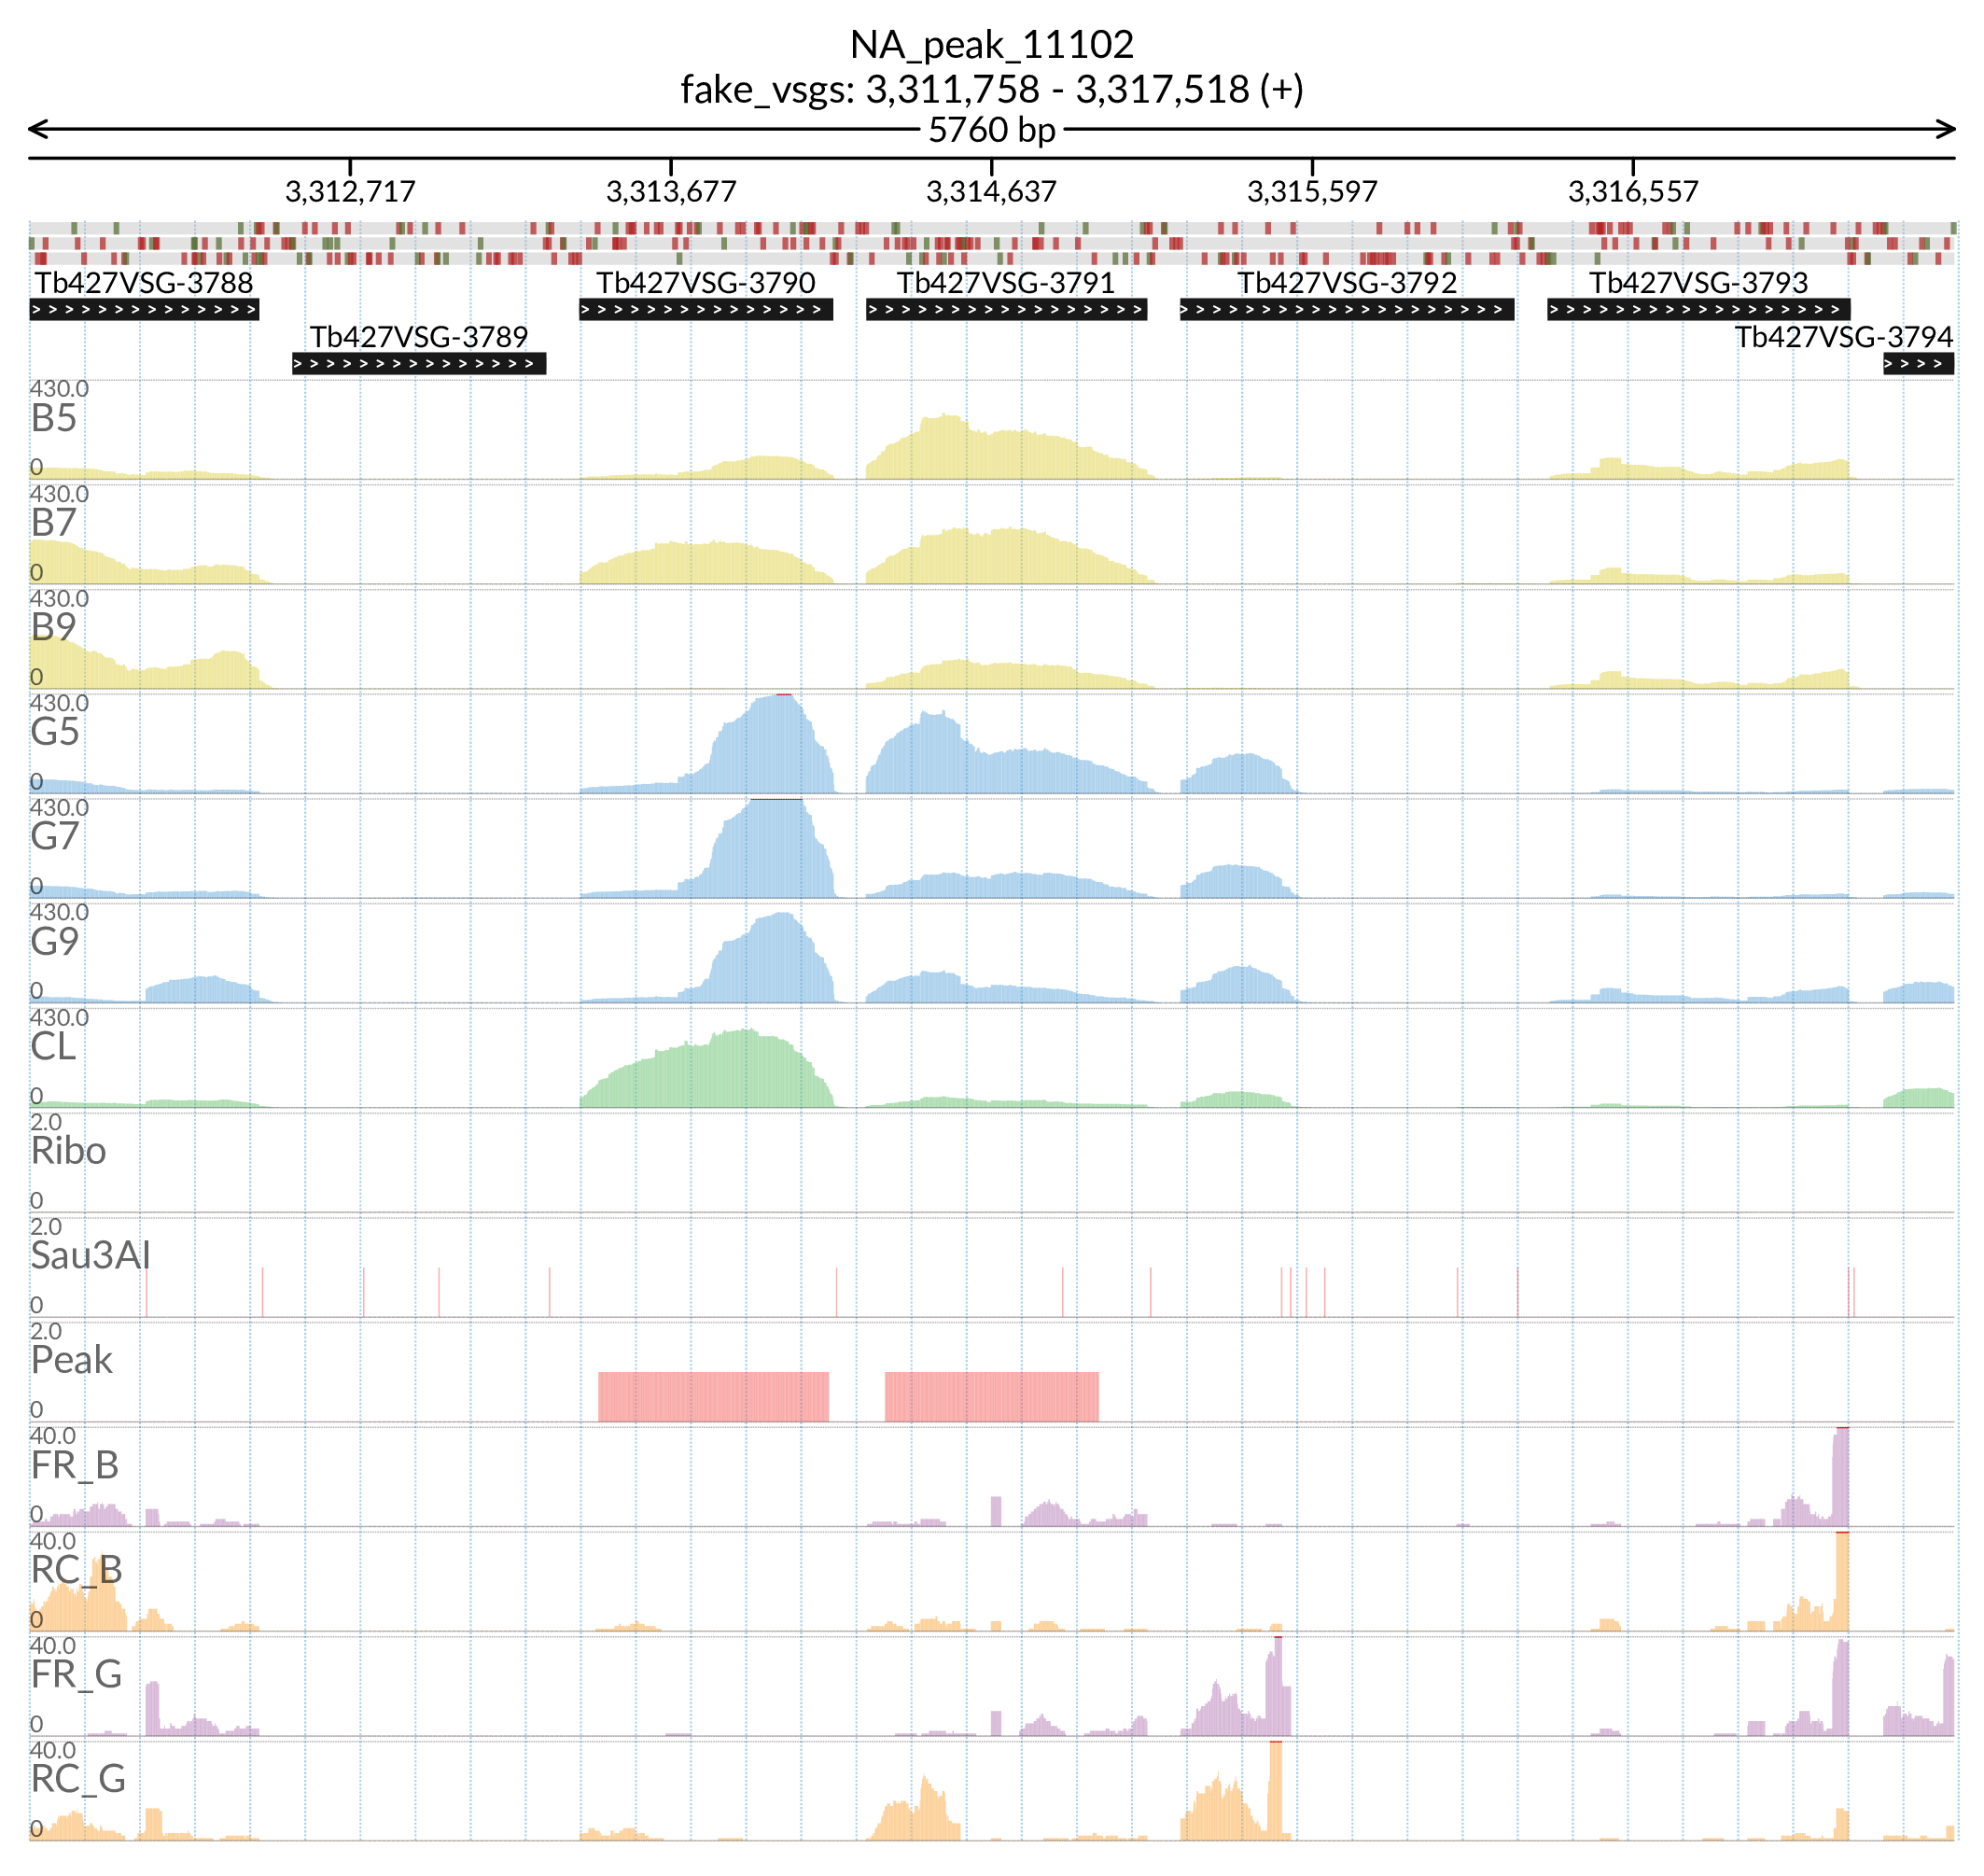 NA_peak_11102
fake_vsgs: 3,311,758 - 3,317,518 (+)
5760 bp
3,312,717 3,313,677 3,314,637 3,315,597 3,316,557
Tb427VSG-3788 Tb427VSG-3790 Tb427VSG-3791 Tb427VSG-3792 Tb427VSG-3793
Tb427VSG-3789 Tb427VSG-3794
430.0
B5
0
430.0
B7
0
430.0
B9
0
430.0
G5
0
430.0
G7
0
430.0
G9
0
430.0
CL
0
2.0
Ribo
0
2.0
Sau3AI
0
2.0
Peak
0
40.0
FR_B
0
40.0
RC_B
0
40.0
FR_G
0
40.0
RC_G
0